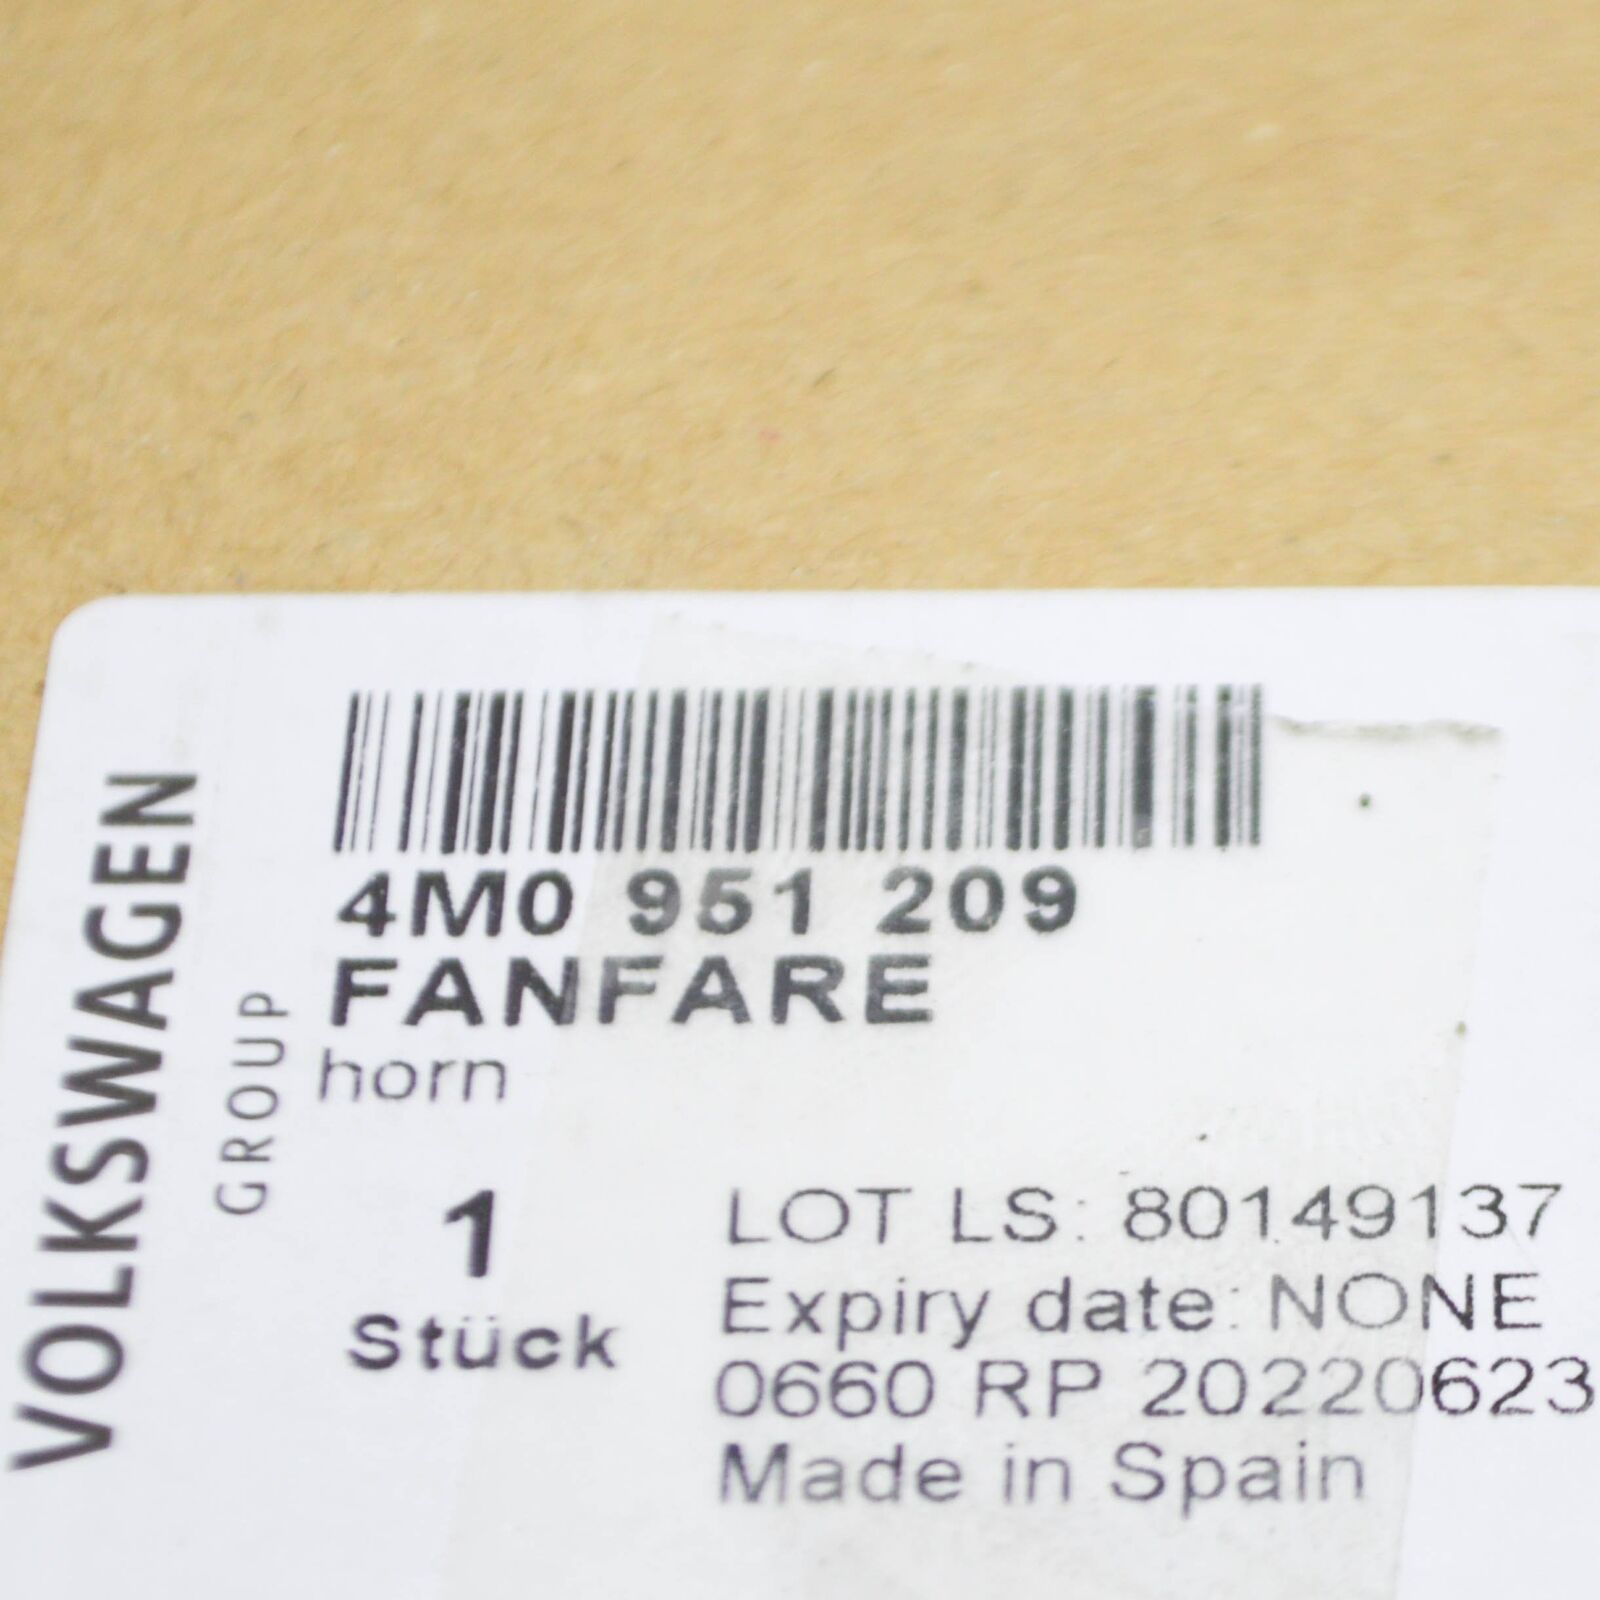 VOLKSWAGEN
GROUP
4M0 951 209
FANFARE
horn
1
Stück
LOT LS: 80149137
Expiry date: NONE
0660 RP 20220623
Made in Spain